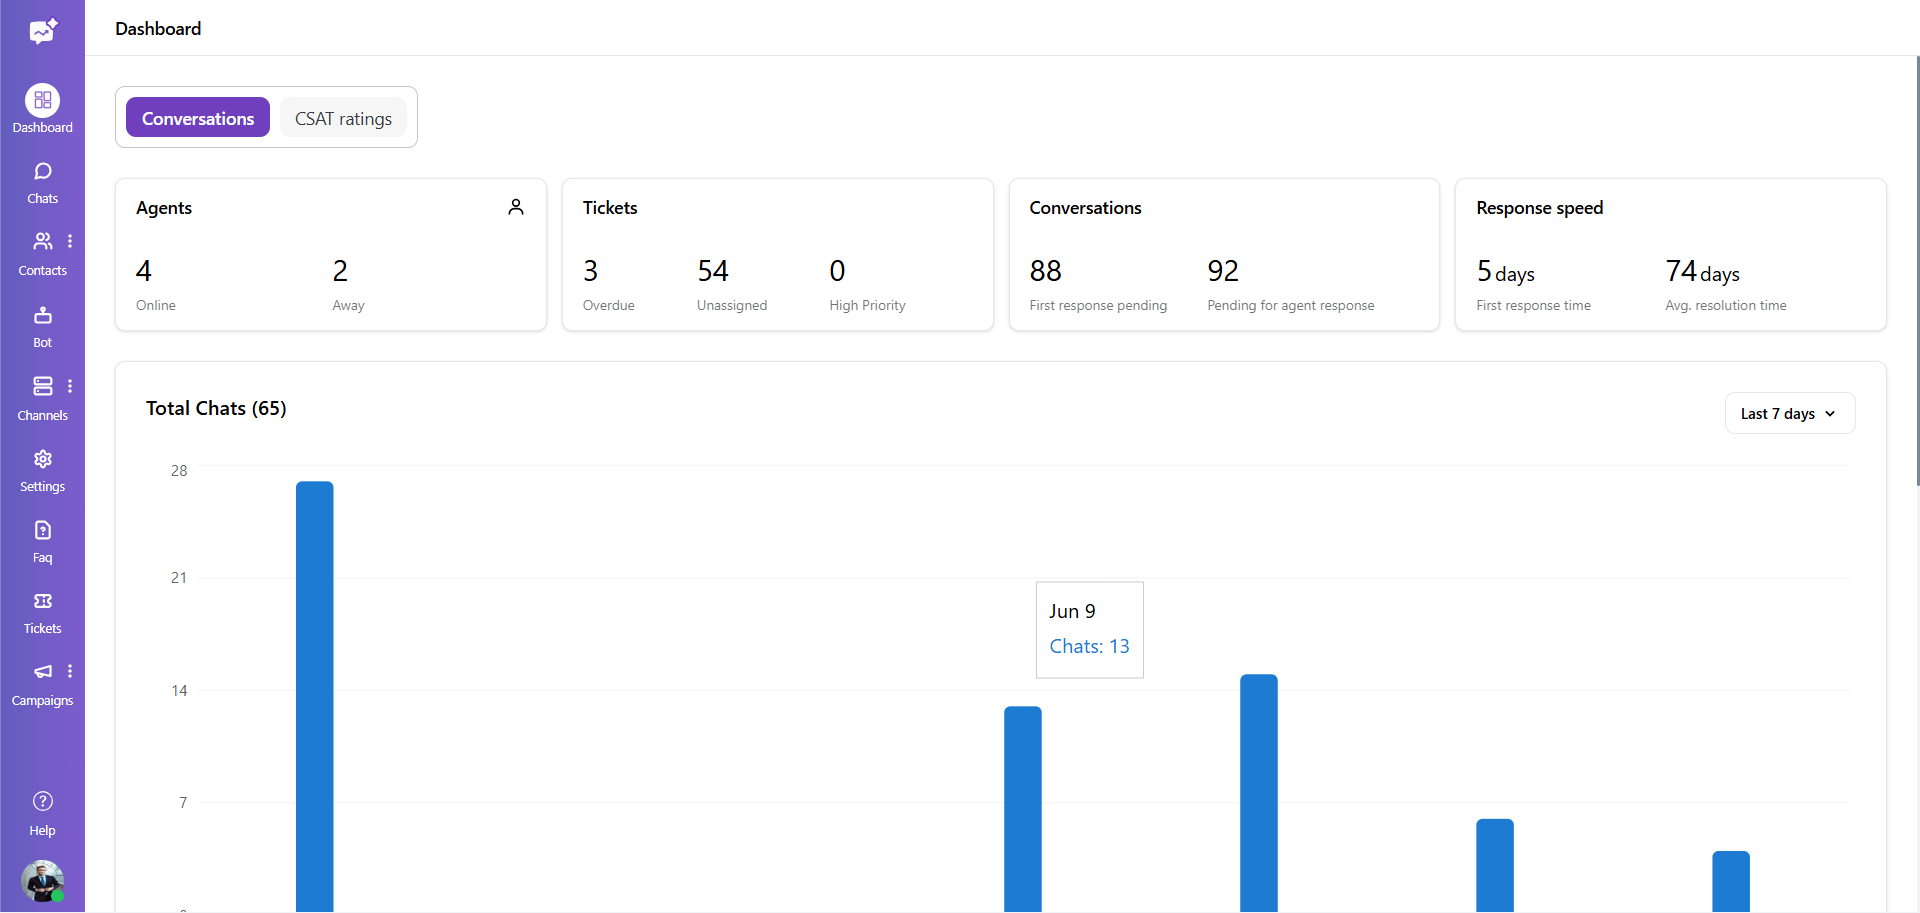 Dashboard
Dashboard
Chats
Contacts
Bot
Channels
Settings
Faq
Tickets
Campaigns
Help
Conversations
CSAT ratings
Agents
4
Online
2
Away
Tickets
3
Overdue
54
Unassigned
0
High Priority
Conversations
88
First response pending
92
Pending for agent response
Response speed
5 days
First response time
74 days
Avg. resolution time
Total Chats (65)
Last 7 days
28
21
14
7
Jun 9
Chats: 13